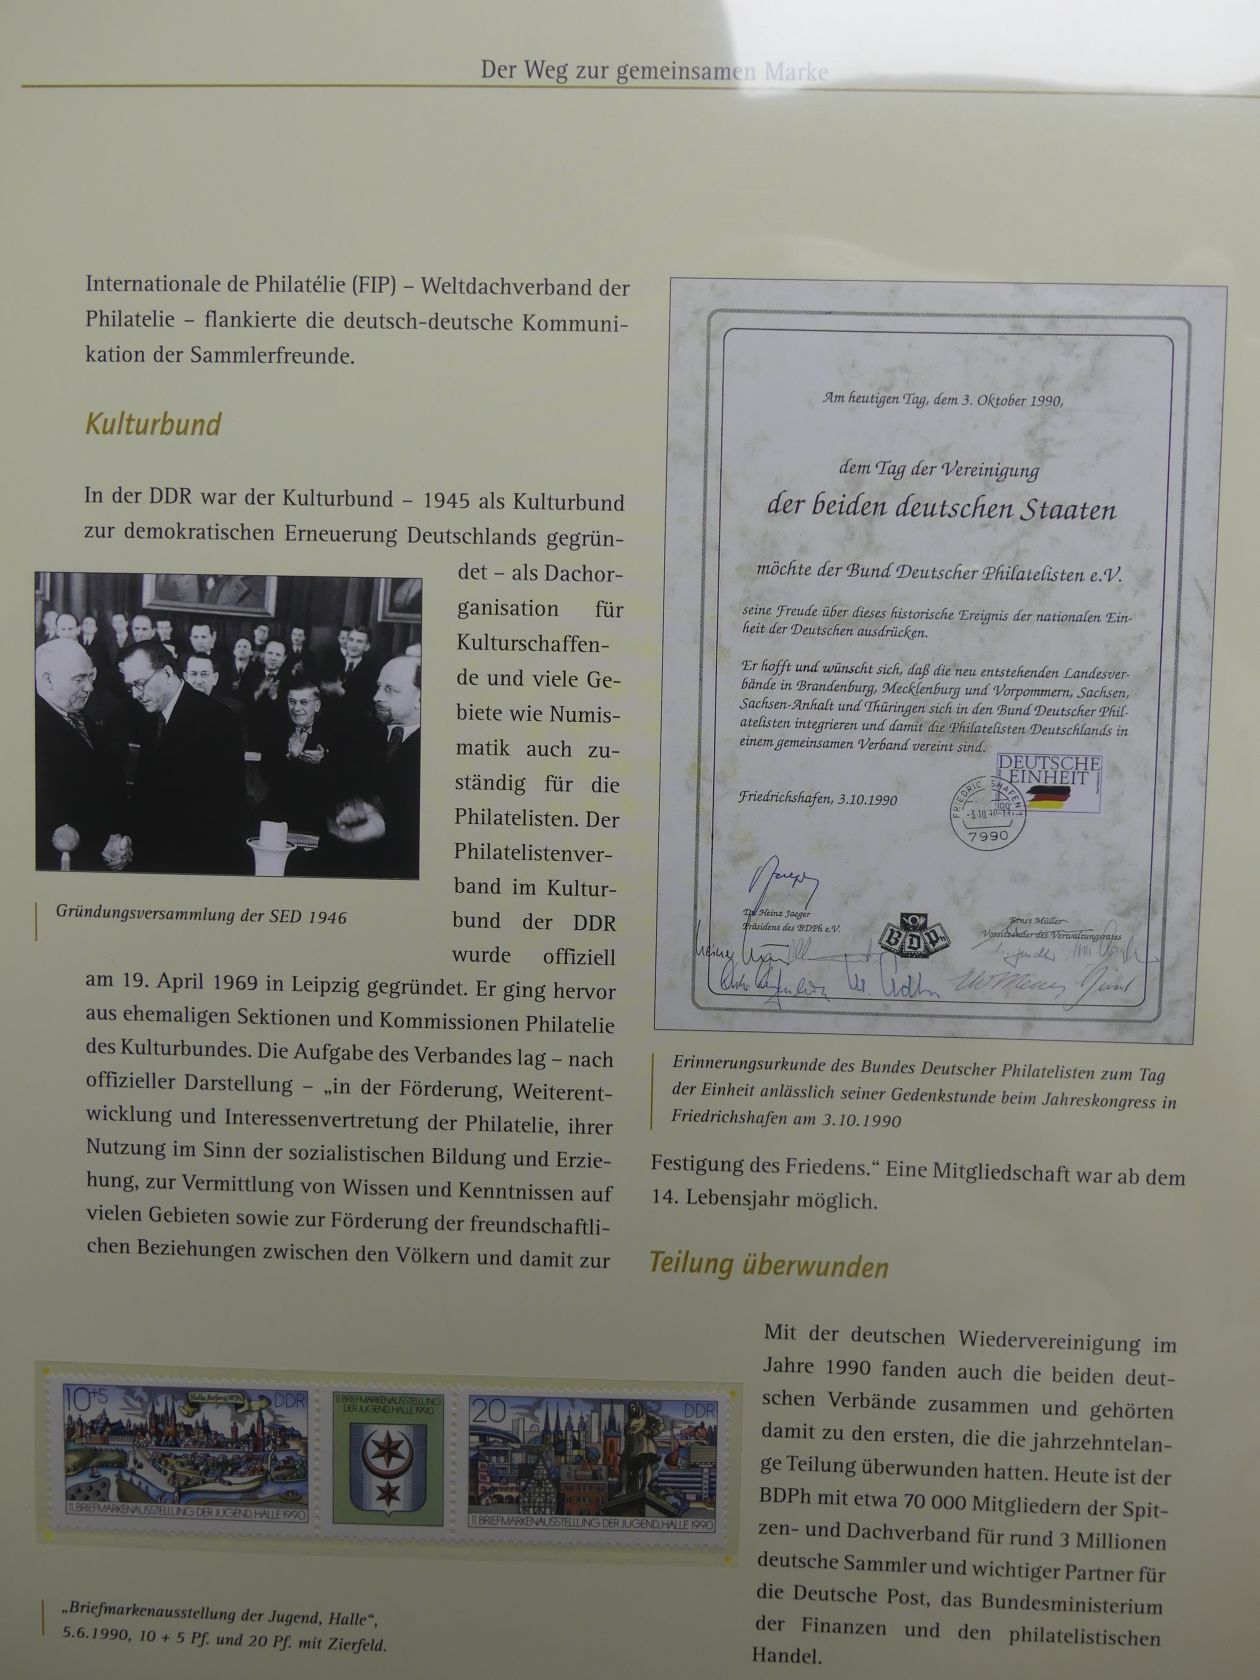 Der Weg zur gemeinsamen Marke
Internationale de Philatélie (FIP) – Weltdachverband der
Philatelie – flankierte die deutsch-deutsche Kommuni-
kation der Sammlerfreunde.
Kulturbund
In der DDR war der Kulturbund – 1945 als Kulturbund
zur demokratischen Erneuerung Deutschlands gegrün-
det – als Dachor-
ganisation für
Kulturschaffen-
de und viele Ge-
biete wie Numis-
matik auch zu-
ständig für die
Philatelisten. Der
Philatelistenver-
band im Kultur-
bund der DDR
wurde offiziell
Gründungsversammlung der SED 1946
am 19. April 1969 in Leipzig gegründet. Er ging hervor
aus ehemaligen Sektionen und Kommissionen Philatelie
des Kulturbundes. Die Aufgabe des Verbandes lag – nach
offizieller Darstellung – „in der Förderung, Weiterent-
wicklung und Interessenvertretung der Philatelie, ihrer
Nutzung im Sinn der sozialistischen Bildung und Erzie-
hung, zur Vermittlung von Wissen und Kenntnissen auf
vielen Gebieten sowie zur Förderung der freundschaftli-
chen Beziehungen zwischen den Völkern und damit zur
10+5
Halle, Anfang 18. Jh.
DDR
II. BRIEFMARKENAUSSTELLUNG DER JUGEND, HALLE 1990
II. BRIEFMARKENAUSSTELLUNG
DER JUGEND, HALLE 1990
20
DDR
II. BRIEFMARKENAUSSTELLUNG DER JUGEND, HALLE 1990
„Briefmarkenausstellung der Jugend, Halle“,
5.6.1990, 10 + 5 Pf. und 20 Pf. mit Zierfeld.
Am heutigen Tag, dem 3. Oktober 1990,
dem Tag der Vereinigung
der beiden deutschen Staaten
möchte der Bund Deutscher Philatelisten e.V.
seine Freude über dieses historische Ereignis der nationalen Ein-
heit der Deutschen ausdrücken.
Er hofft und wünscht sich, daß die neu entstehenden Landesver-
bände in Brandenburg, Mecklenburg und Vorpommern, Sachsen,
Sachsen-Anhalt und Thüringen sich in den Bund Deutscher Phil-
atelisten integrieren und damit die Philatelisten Deutschlands in
einem gemeinsamen Verband vereint sind.
DEUTSCHE
EINHEIT
100
FRIEDRICHSHAFEN 1
-3.10.90-
7990
Friedrichshafen, 3.10.1990
Dr. Heinz Jaeger
Präsident des BDPh e.V.
BDPh
Ernst Müller
Vorsitzender des Verwaltungsrates
Erinnerungsurkunde des Bundes Deutscher Philatelisten zum Tag
der Einheit anlässlich seiner Gedenkstunde beim Jahreskongress in
Friedrichshafen am 3.10.1990
Festigung des Friedens.“ Eine Mitgliedschaft war ab dem
14. Lebensjahr möglich.
Teilung überwunden
Mit der deutschen Wiedervereinigung im
Jahre 1990 fanden auch die beiden deut-
schen Verbände zusammen und gehörten
damit zu den ersten, die die jahrzehntelan-
ge Teilung überwunden hatten. Heute ist der
BDPh mit etwa 70 000 Mitgliedern der Spit-
zen- und Dachverband für rund 3 Millionen
deutsche Sammler und wichtiger Partner für
die Deutsche Post, das Bundesministerium
der Finanzen und den philatelistischen
Handel.